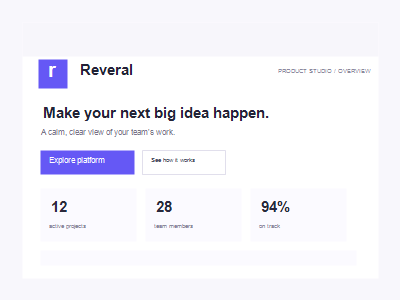 r
Reveral
PRODUCT STUDIO / OVERVIEW
Make your next big idea happen.
A calm, clear view of your team's work.
Explore platform
See how it works
12
28
94%
active projects
team members
on track